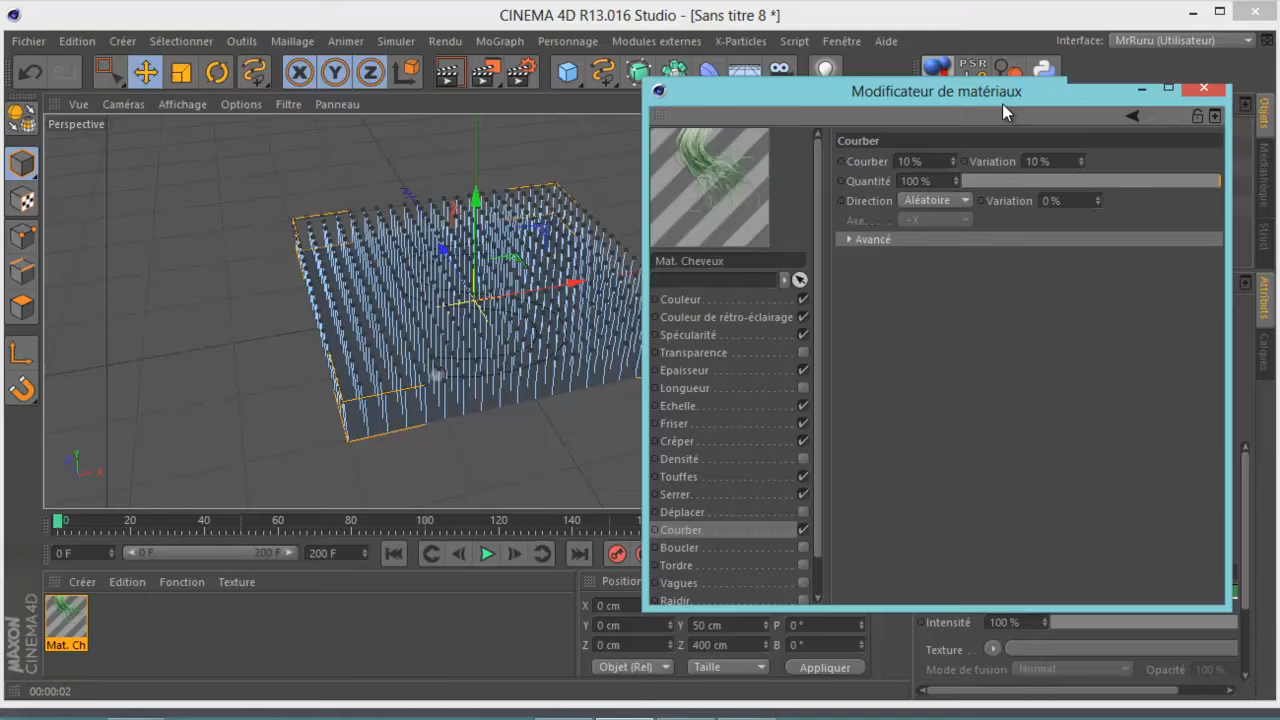 CINEMA 4D R13.016 Studio - [Sans titre 8 *]
Fichier Edition Créer Sélectionner Outils Maillage Animer Simuler Rendu MoGraph Personnage Modules externes X-Particles Script Fenêtre Aide Interface: MrRuru (Utilisateur)
X Y Z PSR
Modificateur de matériaux
Vue Caméras Affichage Options Filtre Panneau
Perspective
Objets
Médiathèque
Struct
Attributs
Calques
Courber
Courber 10 % Variation 10 %
Quantité 100 %
Direction Aléatoire Variation 0 %
Axe +X
Avancé
Mat. Cheveux
Couleur
Couleur de rétro-éclairage
Spécularité
Transparence
Epaisseur
Longueur
Echelle
Friser
Crêper
Densité
Touffes
Serrer
Déplacer
Courber
Boucler
Tordre
Vagues
Raidir
Y
Z X
0 20 40 60 80 100 120 140
0 F 0 F 200 F 200 F
Créer Edition Fonction Texture
Position
X 0 cm
Y 0 cm Y 50 cm P 0 °
Z 0 cm Z 400 cm B 0 °
Objet (Rel) Taille Appliquer
Mat. Ch
Intensité 100 %
Texture
Mode de fusion Normal Opacité 100 %
MAXON
CINEMA 4D
00:00:02